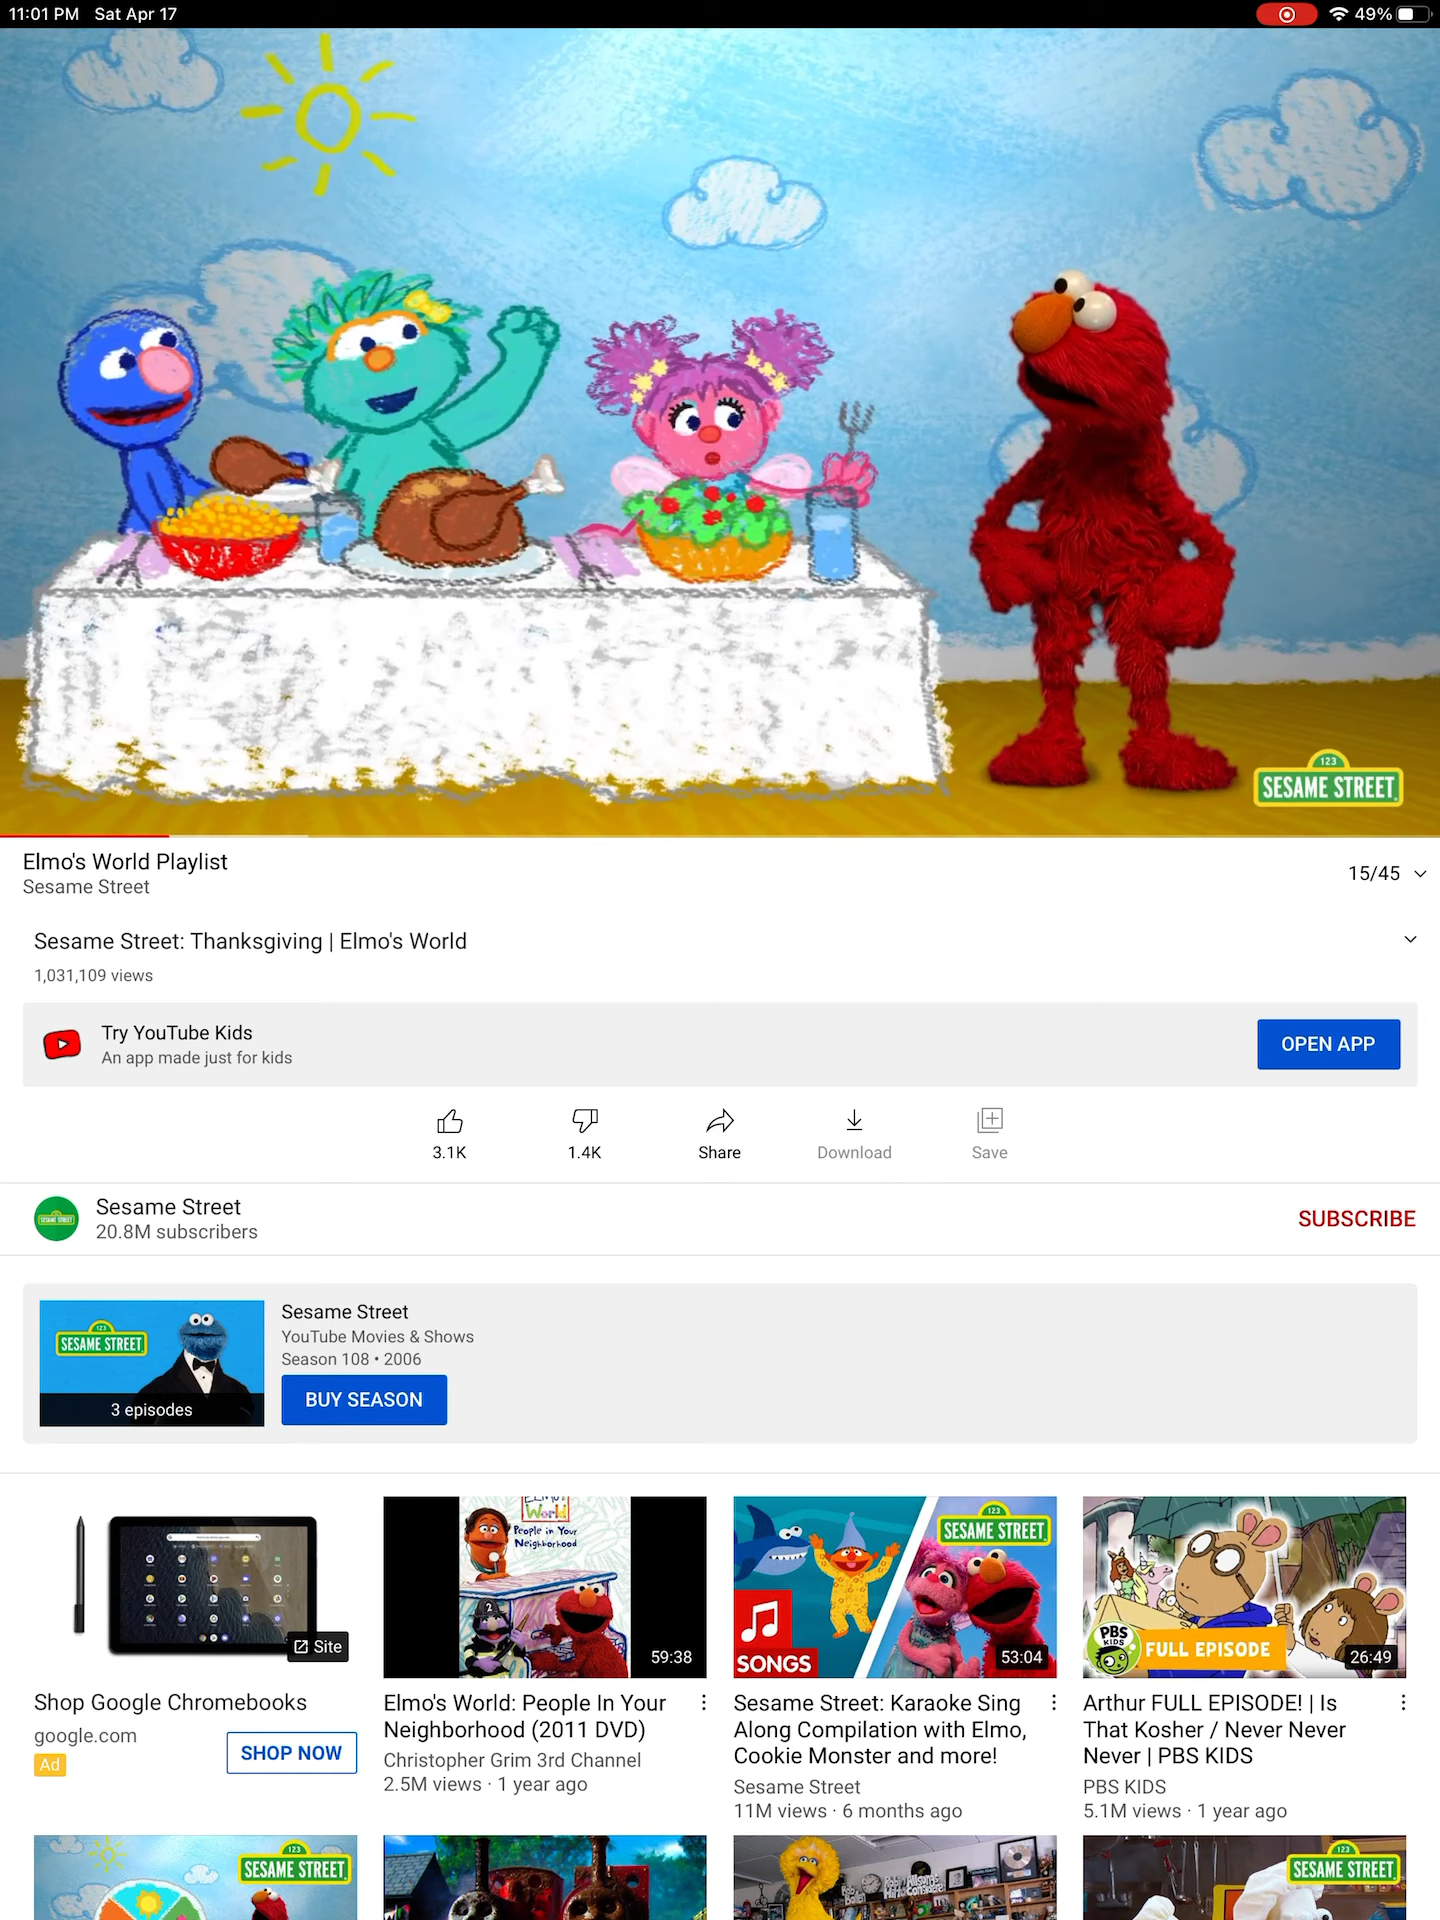 11:01 PM Sat Apr 17
49%
123
SESAME STREET
Elmo's World Playlist
Sesame Street
15/45
Sesame Street: Thanksgiving | Elmo's World
1,031,109 views
Try YouTube Kids
An app made just for kids
OPEN APP
3.1K
1.4K
Share
Download
Save
Sesame Street
20.8M subscribers
SUBSCRIBE
123
SESAME STREET
3 episodes
Sesame Street
YouTube Movies & Shows
Season 108 • 2006
BUY SEASON
Site
Shop Google Chromebooks
google.com
Ad
SHOP NOW
World
People in Your
Neighborhood
2
59:38
Elmo's World: People In Your
Neighborhood (2011 DVD)
Christopher Grim 3rd Channel
2.5M views · 1 year ago
123
SESAME STREET
SONGS
53:04
Sesame Street: Karaoke Sing
Along Compilation with Elmo,
Cookie Monster and more!
Sesame Street
11M views · 6 months ago
PBS
KIDS
FULL EPISODE
26:49
Arthur FULL EPISODE! | Is
That Kosher / Never Never
Never | PBS KIDS
PBS KIDS
5.1M views · 1 year ago
123
SESAME STREET
123
SESAME STREET